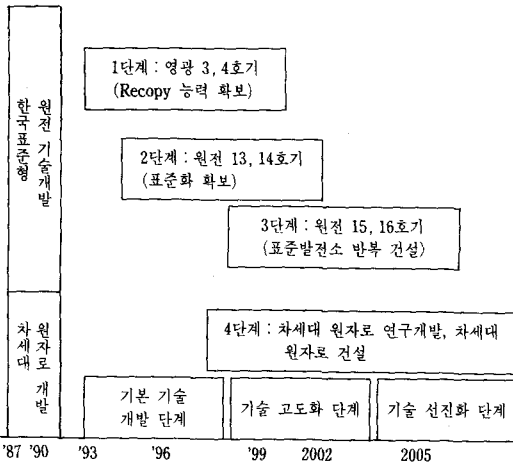 한국표준형
원전 기술개발
1단계 : 영광 3, 4호기
(Recopy 능력 확보)
2단계 : 원전 13, 14호기
(표준화 확보)
3단계 : 원전 15, 16호기
(표준발전소 반복 건설)
차세대
원자로 개발
4단계 : 차세대 원자로 연구개발, 차세대
원자로 건설
기본 기술
개발 단계
기술 고도화 단계
기술 선진화 단계
'87 '90 '93 '96 '99 2002 2005